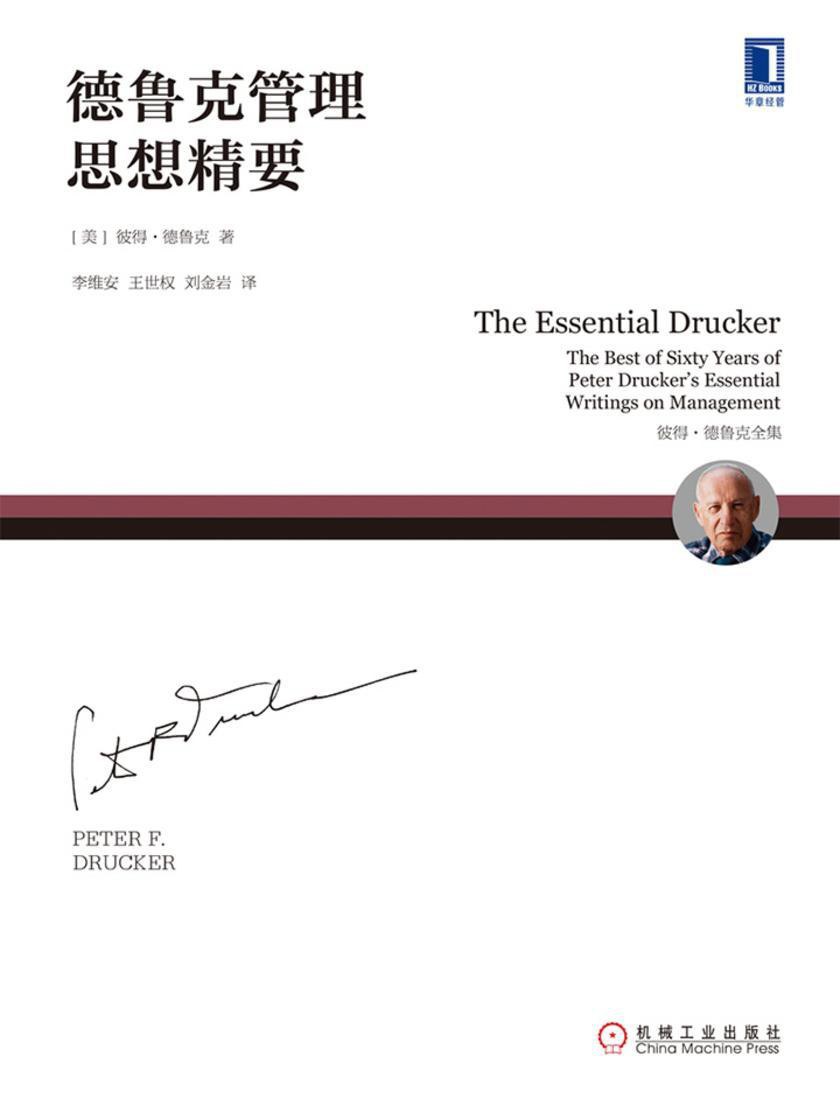 德鲁克管理
思想精要
HZ BOOKS
华章经管
[美] 彼得·德鲁克 著
李维安 王世权 刘金岩 译
The Essential Drucker
The Best of Sixty Years of
Peter Drucker's Essential
Writings on Management
彼得·德鲁克全集
Peter F. Drucker
PETER F.
DRUCKER
机械工业出版社
China Machine Press